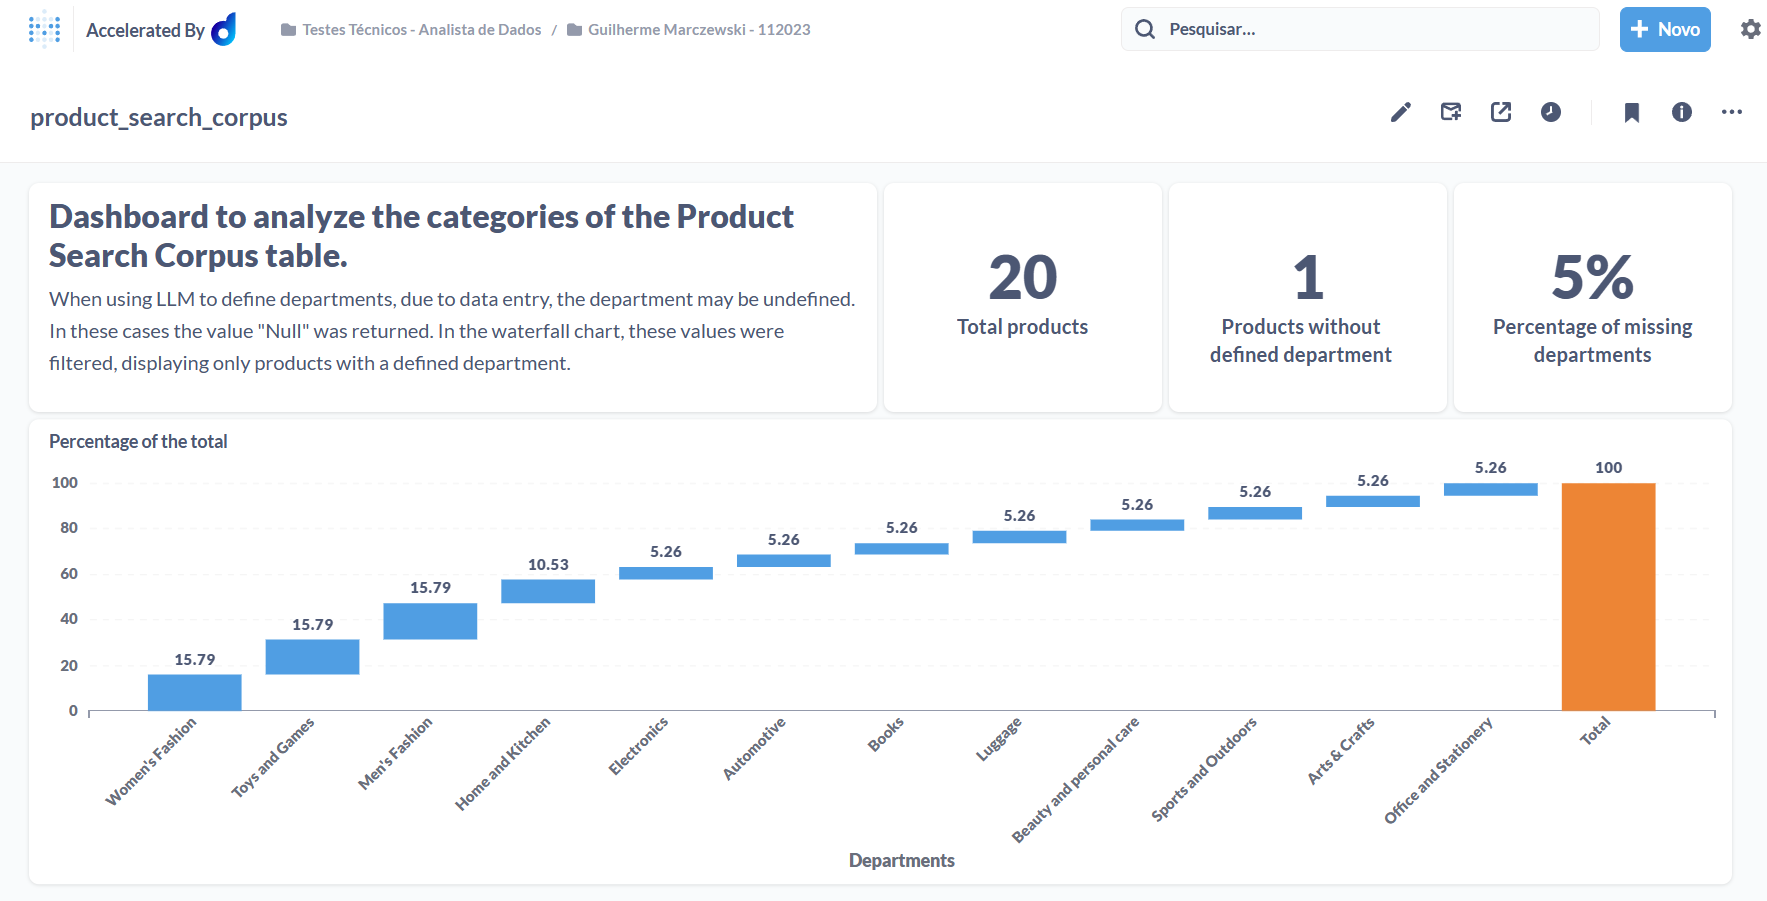 Accelerated By
Testes Técnicos - Analista de Dados / Guilherme Marczewski - 112023
Pesquisar...
Novo
product_search_corpus
Dashboard to analyze the categories of the Product
Search Corpus table.
When using LLM to define departments, due to data entry, the department may be undefined.
In these cases the value "Null" was returned. In the waterfall chart, these values were
filtered, displaying only products with a defined department.
20
Total products
1
Products without
defined department
5%
Percentage of missing
departments
Percentage of the total
100
80
60
40
20
0
15.79
15.79
15.79
10.53
5.26
5.26
5.26
5.26
5.26
5.26
5.26
5.26
100
Women's Fashion
Toys and Games
Men's Fashion
Home and Kitchen
Electronics
Automotive
Books
Luggage
Beauty and personal care
Sports and Outdoors
Arts & Crafts
Office and Stationery
Total
Departments